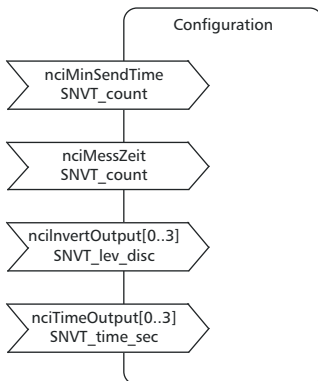 Configuration
nciMinSendTime
SNVT_count
nciMessZeit
SNVT_count
nciInvertOutput[0..3]
SNVT_lev_disc
nciTimeOutput[0..3]
SNVT_time_sec